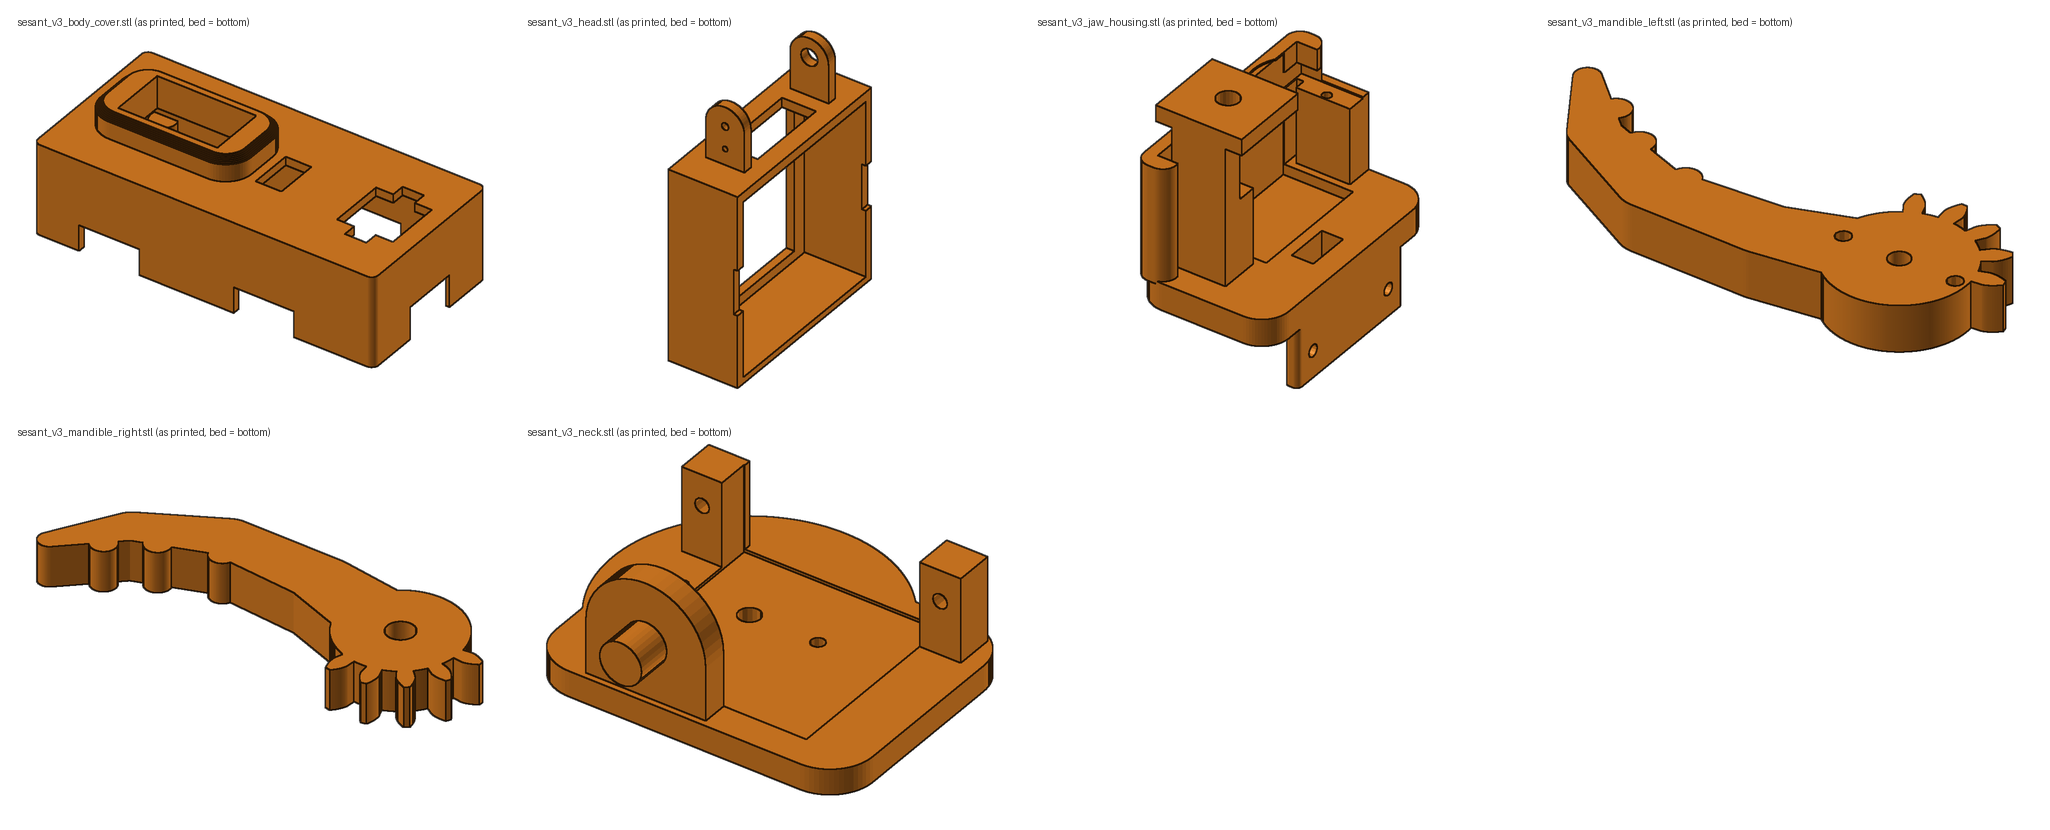 sesant_v3_body_cover.stl (as printed, bed = bottom)
sesant_v3_head.stl (as printed, bed = bottom)
sesant_v3_jaw_housing.stl (as printed, bed = bottom)
sesant_v3_mandible_left.stl (as printed, bed = bottom)
sesant_v3_mandible_right.stl (as printed, bed = bottom)
sesant_v3_neck.stl (as printed, bed = bottom)